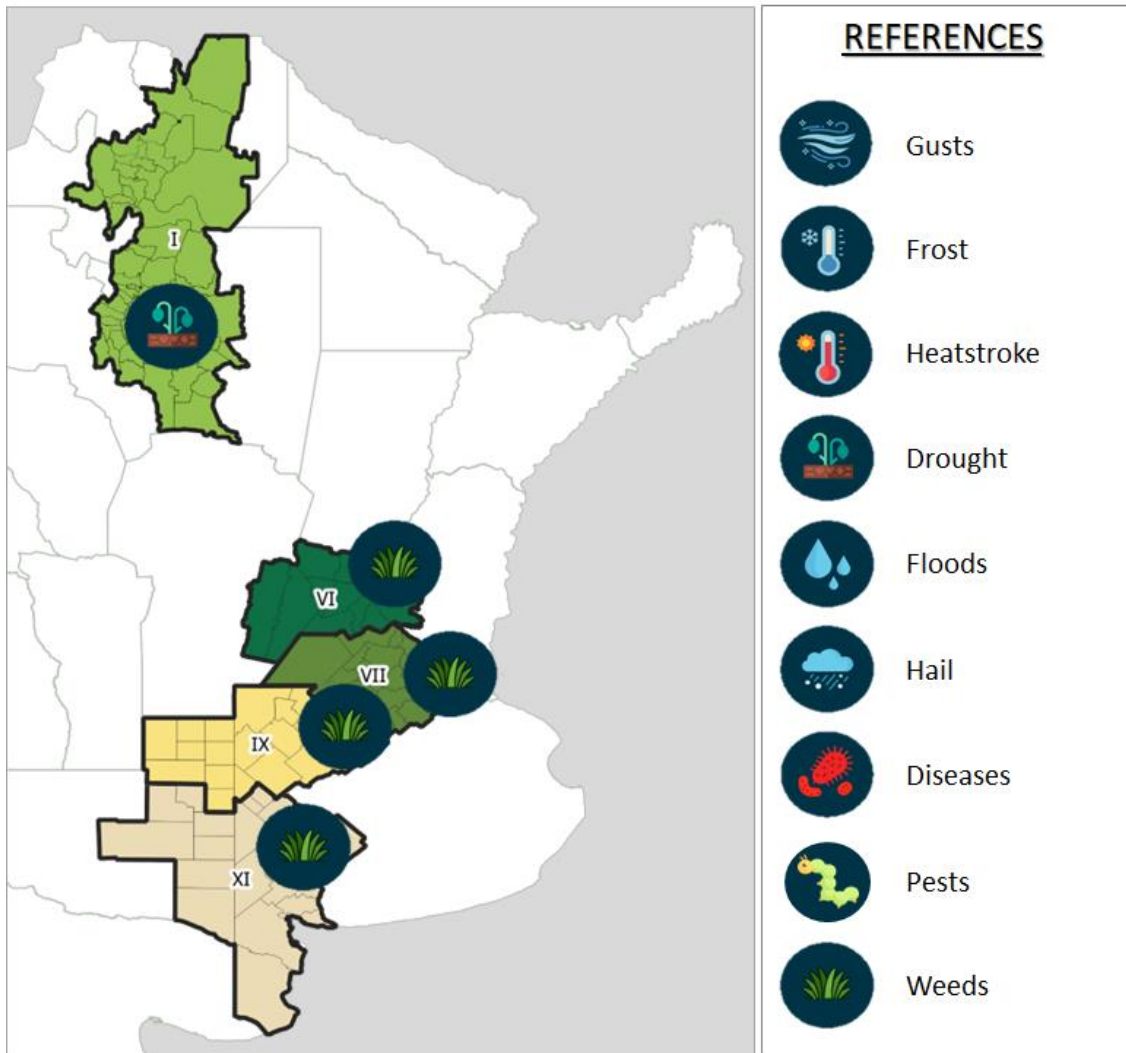 REFERENCES
Gusts
Frost
Heatstroke
Drought
Floods
Hail
Diseases
Pests
Weeds
I
VI
VII
IX
XI